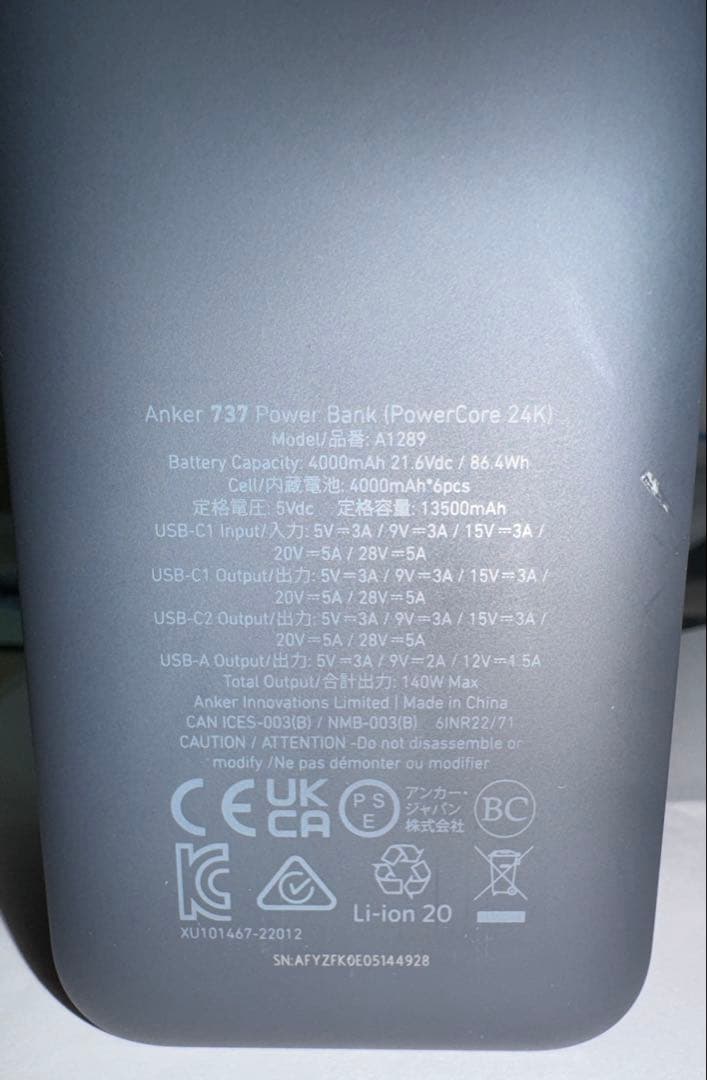 Anker 737 Power Bank (PowerCore 24K)
Model/品番: A1289
Battery Capacity: 4000mAh 21.6Vdc / 86.4Wh
Cell/内蔵電池: 4000mAh*6pcs
定格電圧: 5Vdc 定格容量: 13500mAh
USB-C1 Input/入力: 5V⎓3A / 9V⎓3A / 15V⎓3A /
20V⎓5A / 28V⎓5A
USB-C1 Output/出力: 5V⎓3A / 9V⎓3A / 15V⎓3A /
20V⎓5A / 28V⎓5A
USB-C2 Output/出力: 5V⎓3A / 9V⎓3A / 15V⎓3A /
20V⎓5A / 28V⎓5A
USB-A Output/出力: 5V⎓3A / 9V⎓2A / 12V⎓1.5A
Total Output/合計出力: 140W Max
Anker Innovations Limited | Made in China
CAN ICES-003(B) / NMB-003(B) 6INR22/71
CAUTION / ATTENTION -Do not disassemble or
modify /Ne pas démonter ou modifier
CE UK CA PSE アンカー・
ジャパン
株式会社 BC
KC
Li-ion 20
XU101467-22012
SN:AFYZFK0E05144928